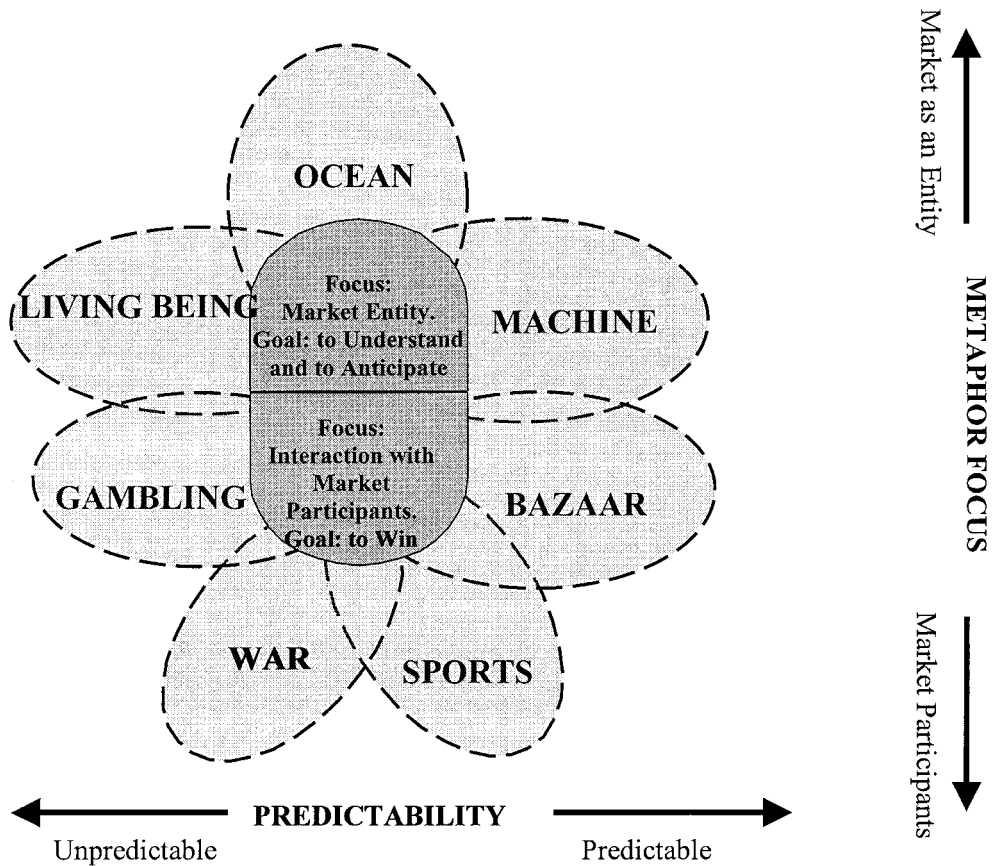 OCEAN
LIVING BEING
Focus:
Market Entity.
Goal: to Understand
and to Anticipate
MACHINE
Focus:
Interaction with
Market
Participants.
Goal: to Win
GAMBLING
BAZAAR
WAR
SPORTS
PREDICTABILITY
Unpredictable
Predictable
Market as an Entity
METAPHOR FOCUS
Market Participants